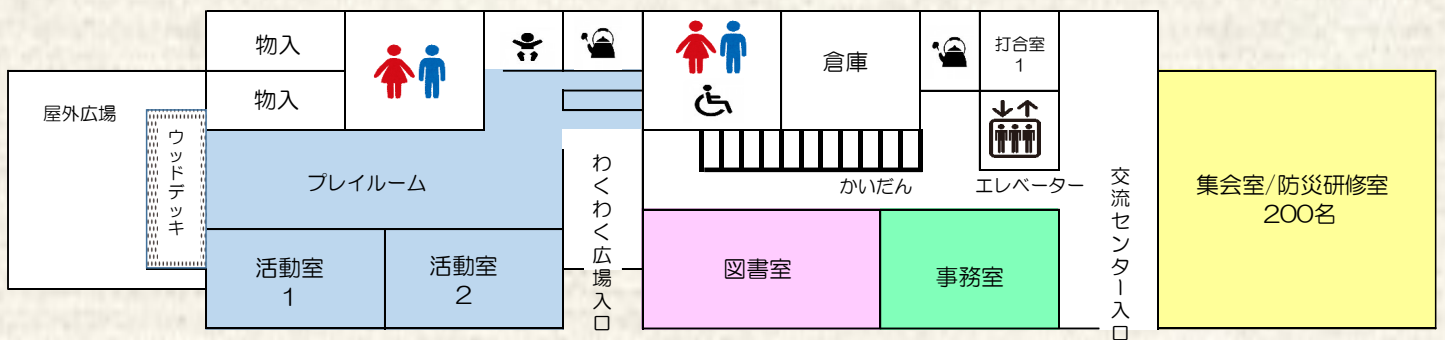 物入
物入
屋外広場
ウッドデッキ
プレイルーム
活動室
1
活動室
2
わくわく広場入口
倉庫
打合室
1
かいだん
エレベーター
図書室
事務室
交流センター入口
集会室/防災研修室
200名